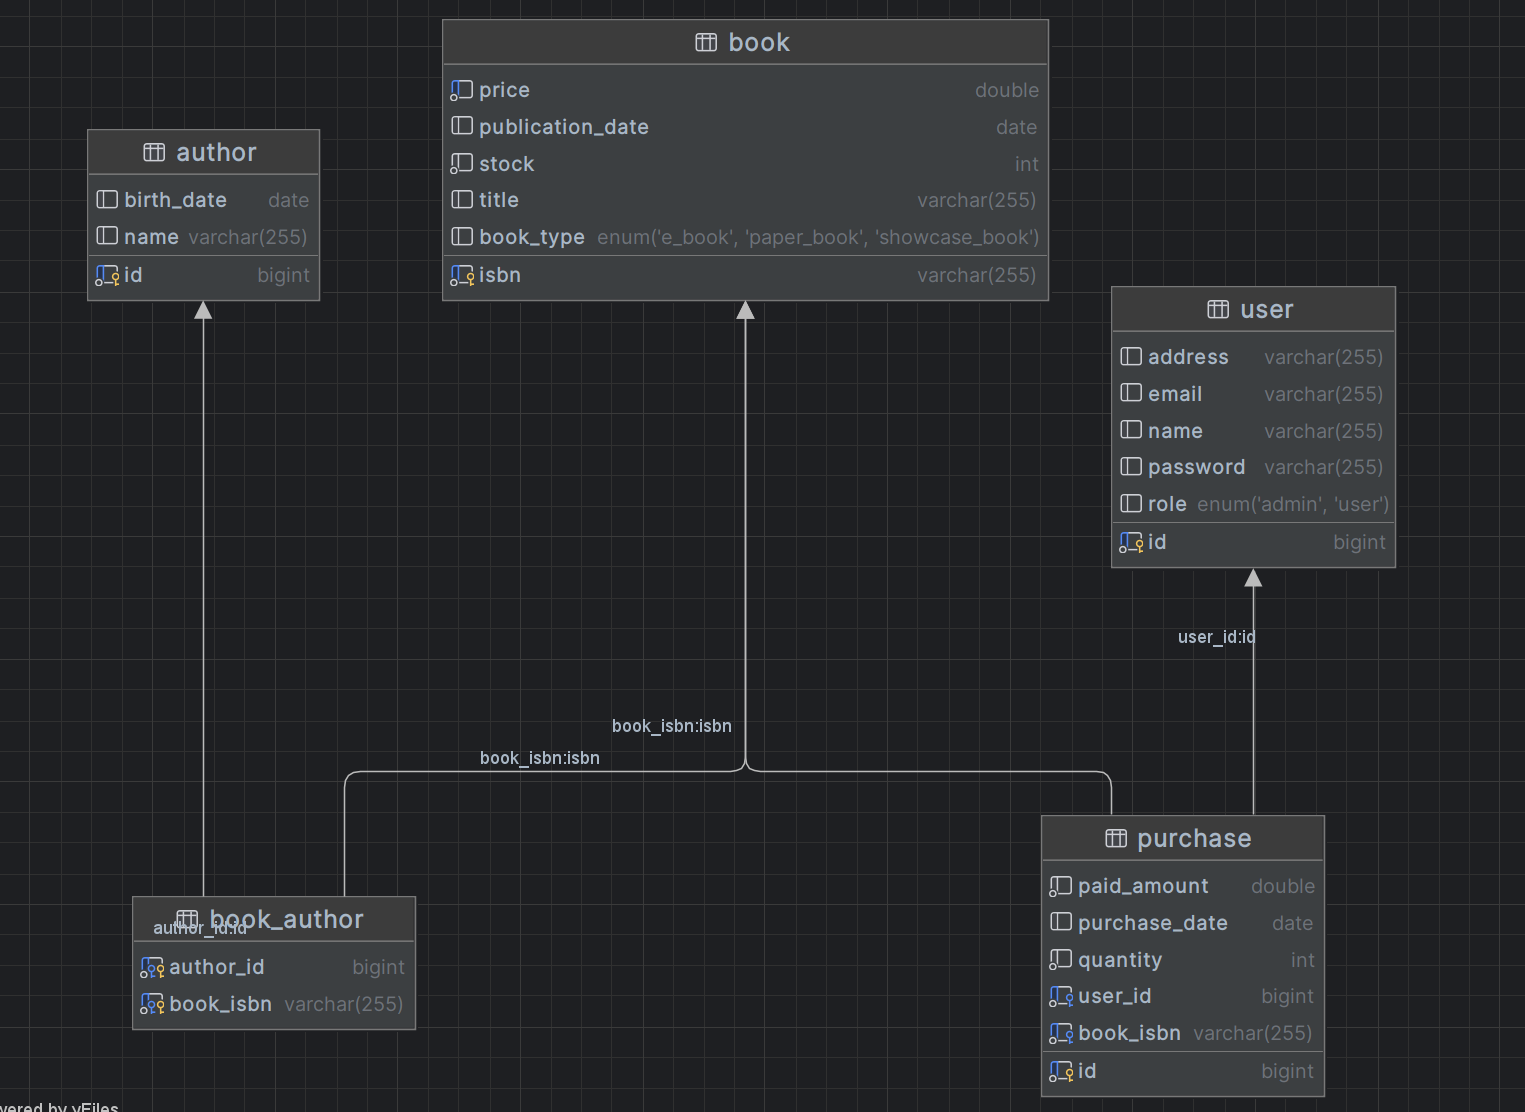 book
price double
publication_date date
stock int
title varchar(255)
book_type enum('e_book', 'paper_book', 'showcase_book')
isbn varchar(255)
author
birth_date date
name varchar(255)
id bigint
user
address varchar(255)
email varchar(255)
name varchar(255)
password varchar(255)
role enum('admin', 'user')
id bigint
user_id:id
book_isbn:isbn
book_isbn:isbn
book_author
author_id:id
author_id bigint
book_isbn varchar(255)
purchase
paid_amount double
purchase_date date
quantity int
user_id bigint
book_isbn varchar(255)
id bigint
by yFiles